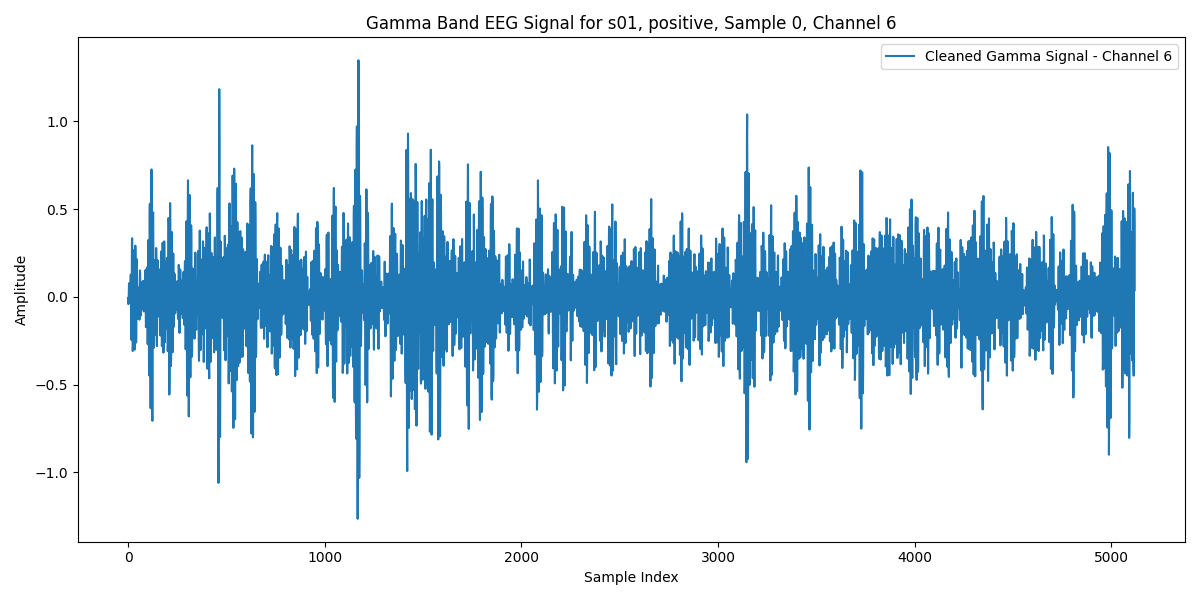 Gamma Band EEG Signal for s01, positive, Sample 0, Channel 6
Cleaned Gamma Signal - Channel 6
1.0
0.5
0.0
−0.5
−1.0
Amplitude
0 1000 2000 3000 4000 5000
Sample Index